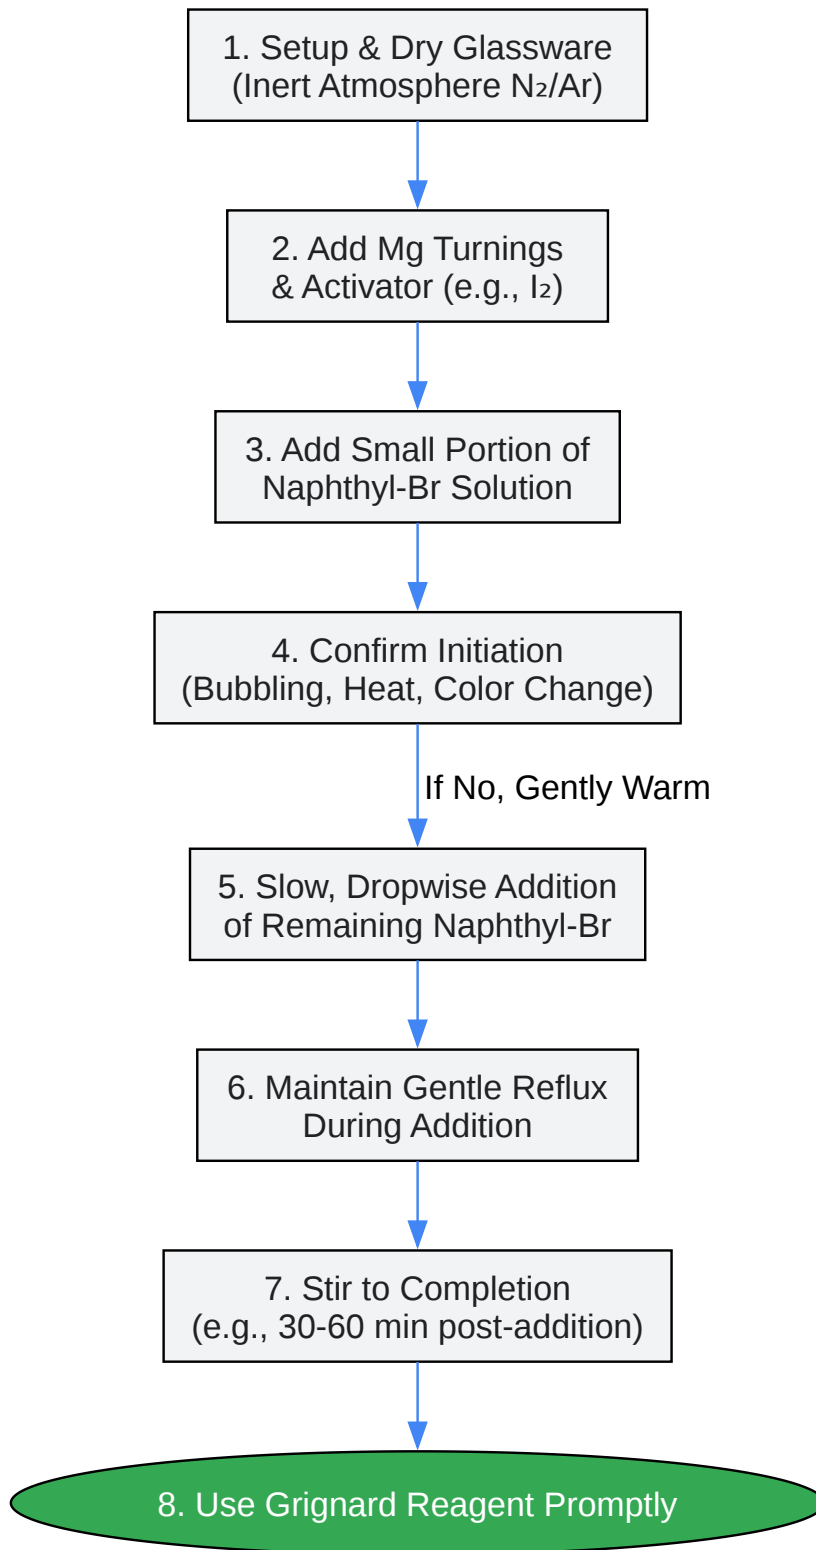 1. Setup & Dry Glassware
(Inert Atmosphere N₂/Ar)
2. Add Mg Turnings
& Activator (e.g., I₂)
3. Add Small Portion of
Naphthyl-Br Solution
4. Confirm Initiation
(Bubbling, Heat, Color Change)
If No, Gently Warm
5. Slow, Dropwise Addition
of Remaining Naphthyl-Br
6. Maintain Gentle Reflux
During Addition
7. Stir to Completion
(e.g., 30-60 min post-addition)
8. Use Grignard Reagent Promptly